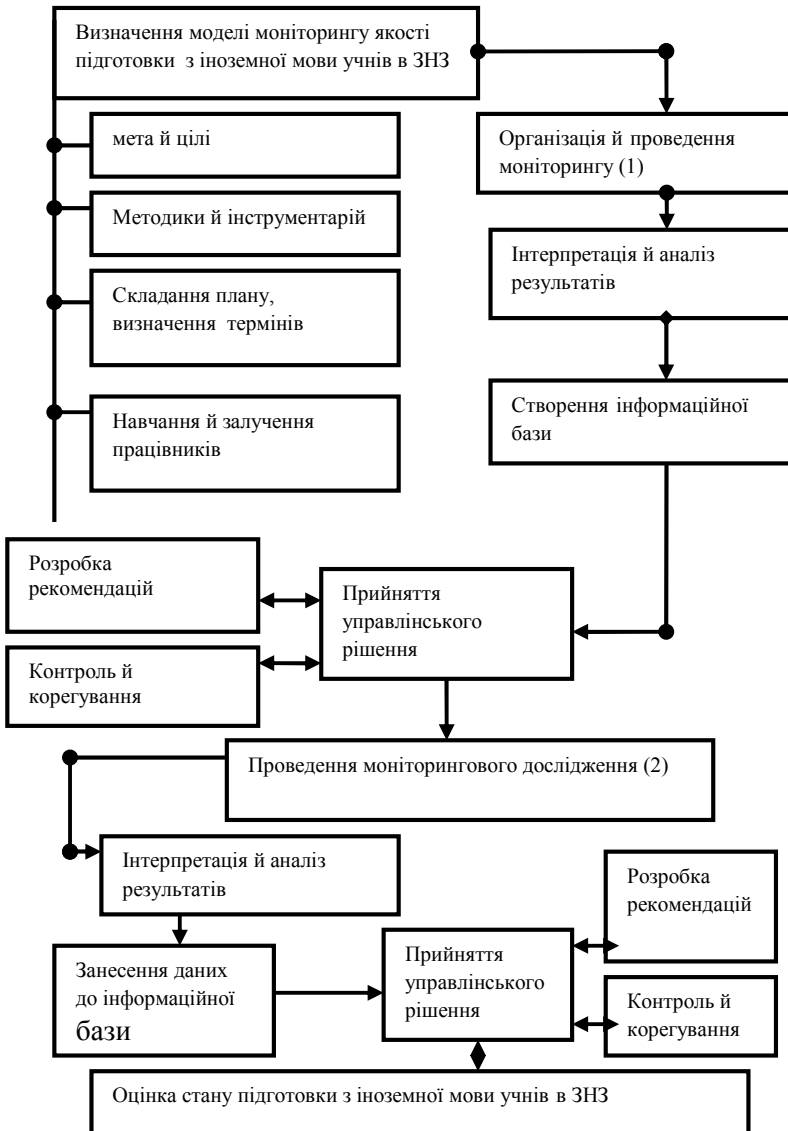 Визначення моделі моніторингу якості
підготовки з іноземної мови учнів в ЗНЗ
мета й цілі
Методики й інструментарій
Складання плану,
визначення термінів
Навчання й залучення
працівників
Організація й проведення
моніторингу (1)
Інтерпретація й аналіз
результатів
Створення інформаційної
бази
Розробка
рекомендацій
Контроль й
корегування
Прийняття
управлінського
рішення
Проведення моніторингового дослідження (2)
Інтерпретація й аналіз
результатів
Занесення даних
до інформаційної
бази
Прийняття
управлінського
рішення
Розробка
рекомендацій
Контроль й
корегування
Оцінка стану підготовки з іноземної мови учнів в ЗНЗ